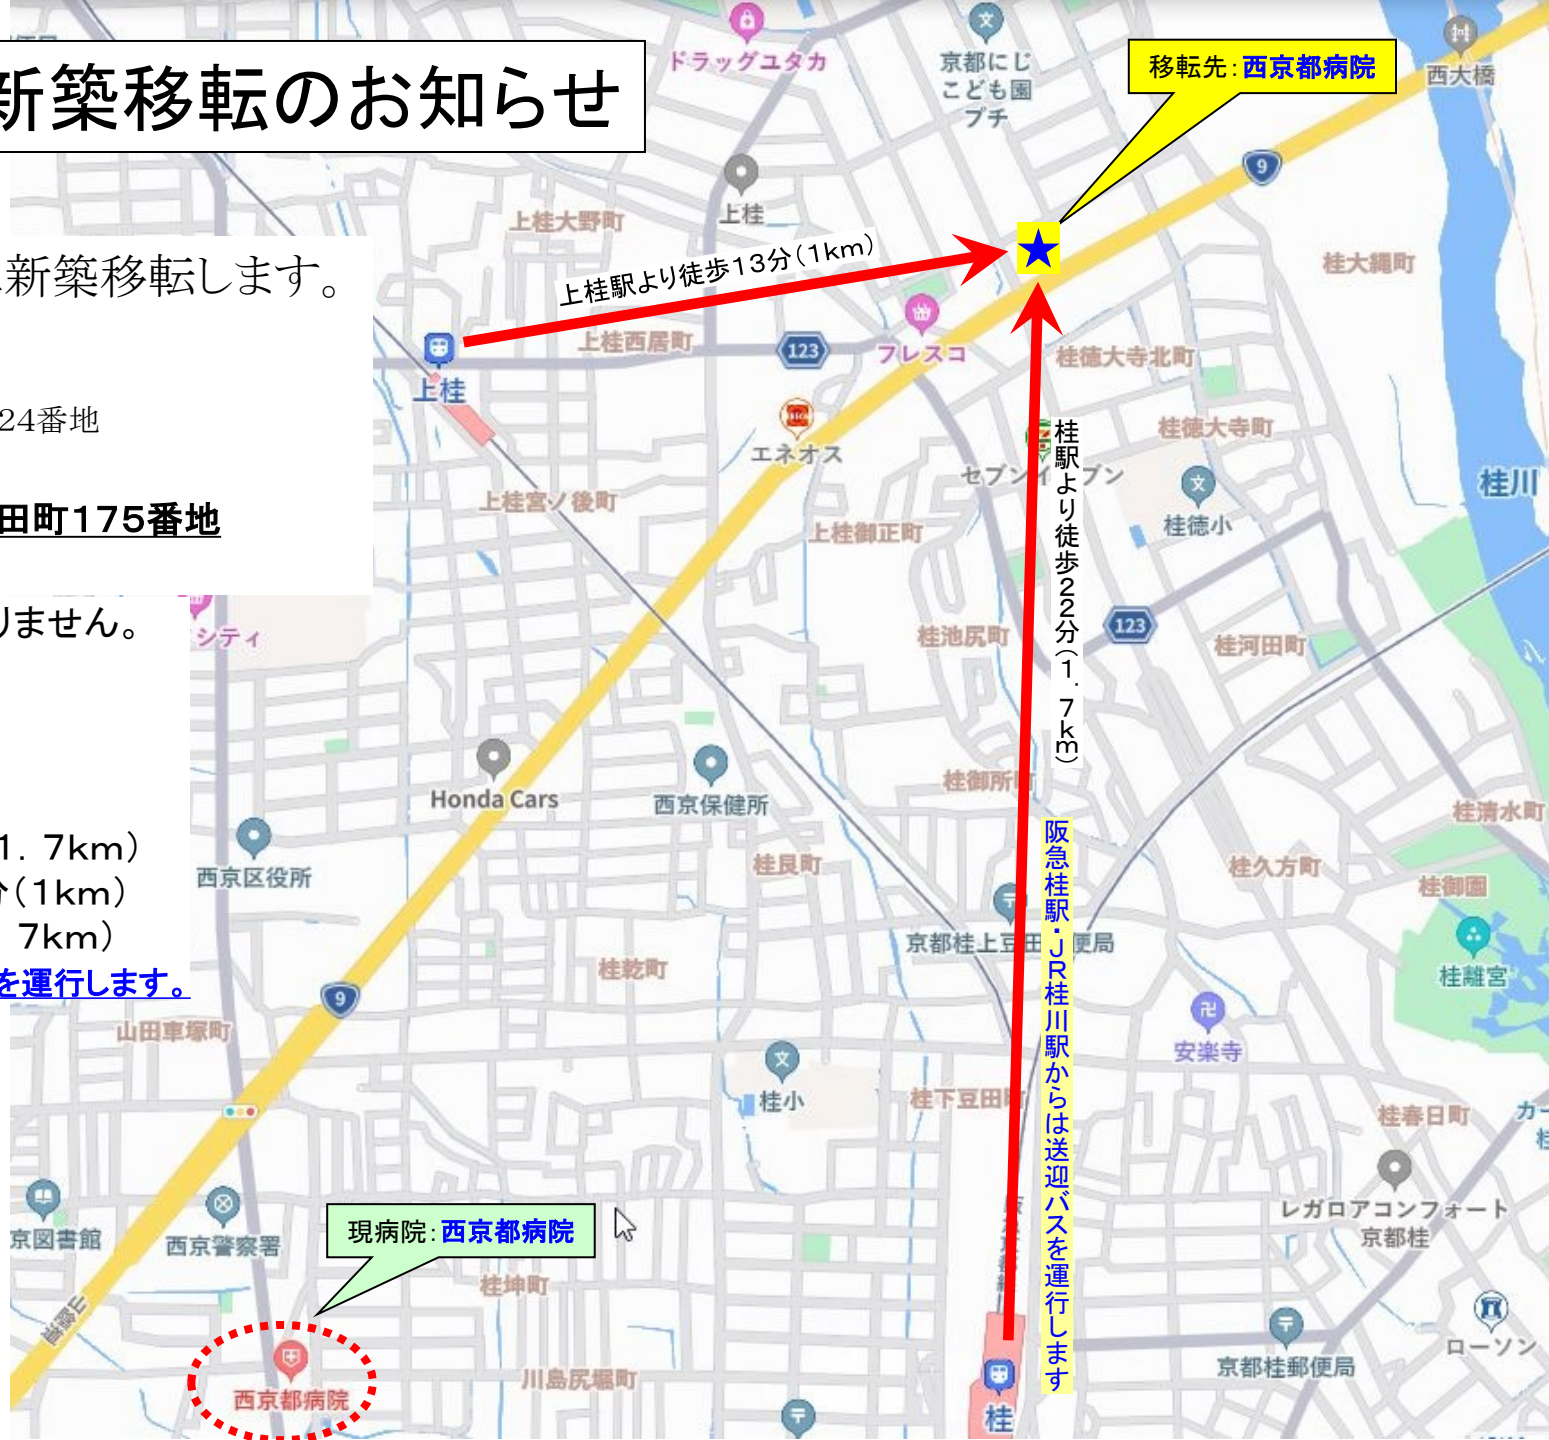 新築移転のお知らせ
新築移転します。
24番地
田町175番地
りません。
1．7km）
分（1km）
7km）
を運行します。
移転先：西京都病院
現病院：西京都病院
上桂駅より徒歩13分（1km）
桂駅より徒歩22分（1．7km）
阪急桂駅・JR桂川駅からは送迎バスを運行します
ドラッグユタカ
京都にじ
こども園
プチ
西大橋
9
上桂大野町
上桂
桂大縄町
上桂西居町
123
フレスコ
桂徳大寺北町
上桂
エネオス
桂徳大寺町
セブンイ
ブン
桂川
上桂宮ノ後町
上桂御正町
桂徳小
シティ
桂池尻町
123
桂河田町
Honda Cars
西京保健所
桂御所
桂清水町
西京区役所
桂艮町
桂久方町
桂御園
京都桂上豆田
便局
桂乾町
桂離宮
9
山田車塚町
安楽寺
桂小
桂下豆田町
桂春日町
カー
桂
レガロアコンフォート
京都桂
京図書館
西京警察署
桂坤町
山陰道
ローソン
京都桂郵便局
川島尻堀町
西京都病院
桂